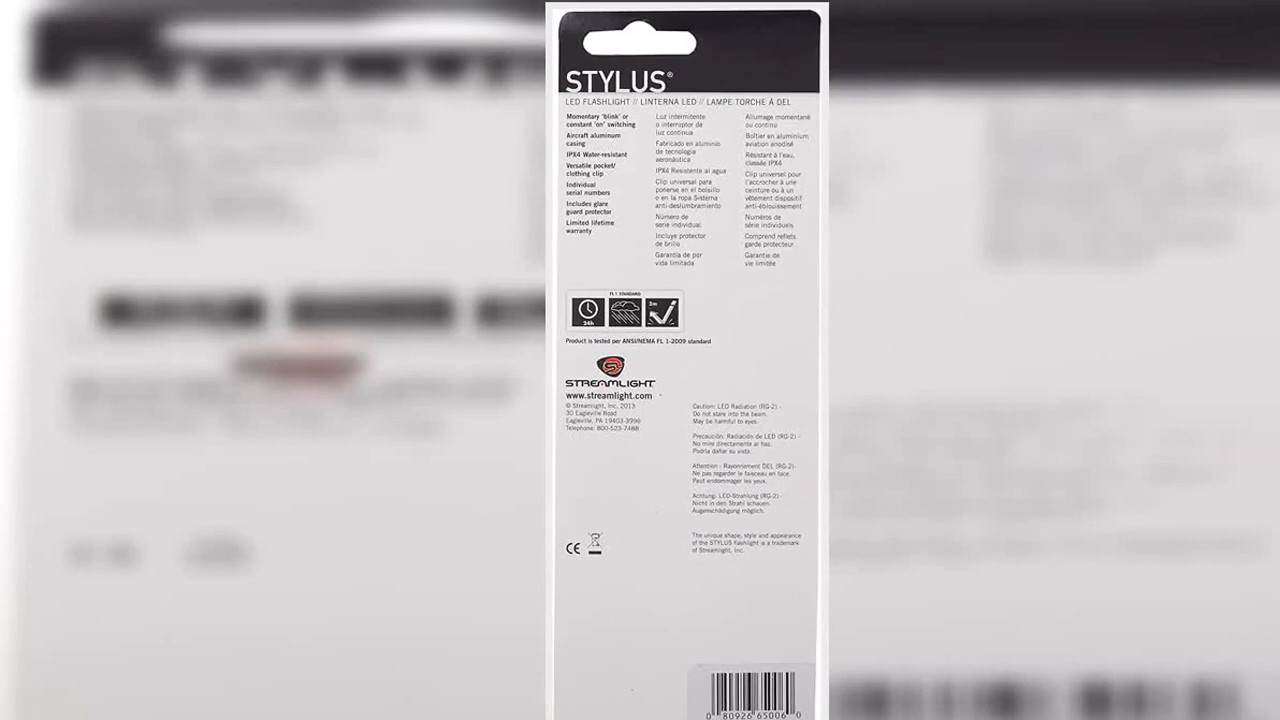 STYLUS®
LED FLASHLIGHT // LINTERNA LED // LAMPE TORCHE À DEL
Momentary 'blink' or
constant 'on' switching
Aircraft aluminum
casing
IPX4 Water-resistant
Versatile pocket/
clothing clip
Individual
serial numbers
Includes glare
guard protector
Limited lifetime
warranty
Luz intermitente
o interruptor de
luz continua
Fabricado en aluminio
de tecnología
aeronáutica
IPX4 Resistente al agua
Clip universal para
ponerse en el bolsillo
o en la ropa Sistema
anti-deslumbramiento
Número de
serie individual
Incluye protector
de brillo
Garantía de por
vida limitada
Allumage momentané
ou continu
Boîtier en aluminium
aviation anodisé
Résistant à l'eau,
classée IPX4
Clip universel pour
l'accrocher à une
ceinture ou à un
vêtement dispositif
anti-éblouissement
Numéros de
série individuels
Comprend reflets
garde protecteur
Garantie de
vie limitée
FL 1 STANDARD
24h
3m
Product is tested per ANSI/NEMA FL 1-2009 standard
STREAMLIGHT
www.streamlight.com
© Streamlight, Inc. 2013
30 Eagleville Road
Eagleville, PA 19403-3996
Telephone: 800-523-7488
Caution: LED Radiation (RG-2) -
Do not stare into the beam.
May be harmful to eyes.
Precaución: Radiación de LED (RG-2) -
No mire directamente al haz.
Podría dañar su vista.
Attention - Rayonnement DEL (RG-2)-
Ne pas regarder le faisceau en face.
Peut endommager les yeux.
Achtung: LED-Strahlung (RG-2) -
Nicht in den Strahl schauen.
Augenschädigung möglich.
CE
The unique shape, style and appearance
of the STYLUS flashlight is a trademark
of Streamlight, Inc.
0 80926 65006 0